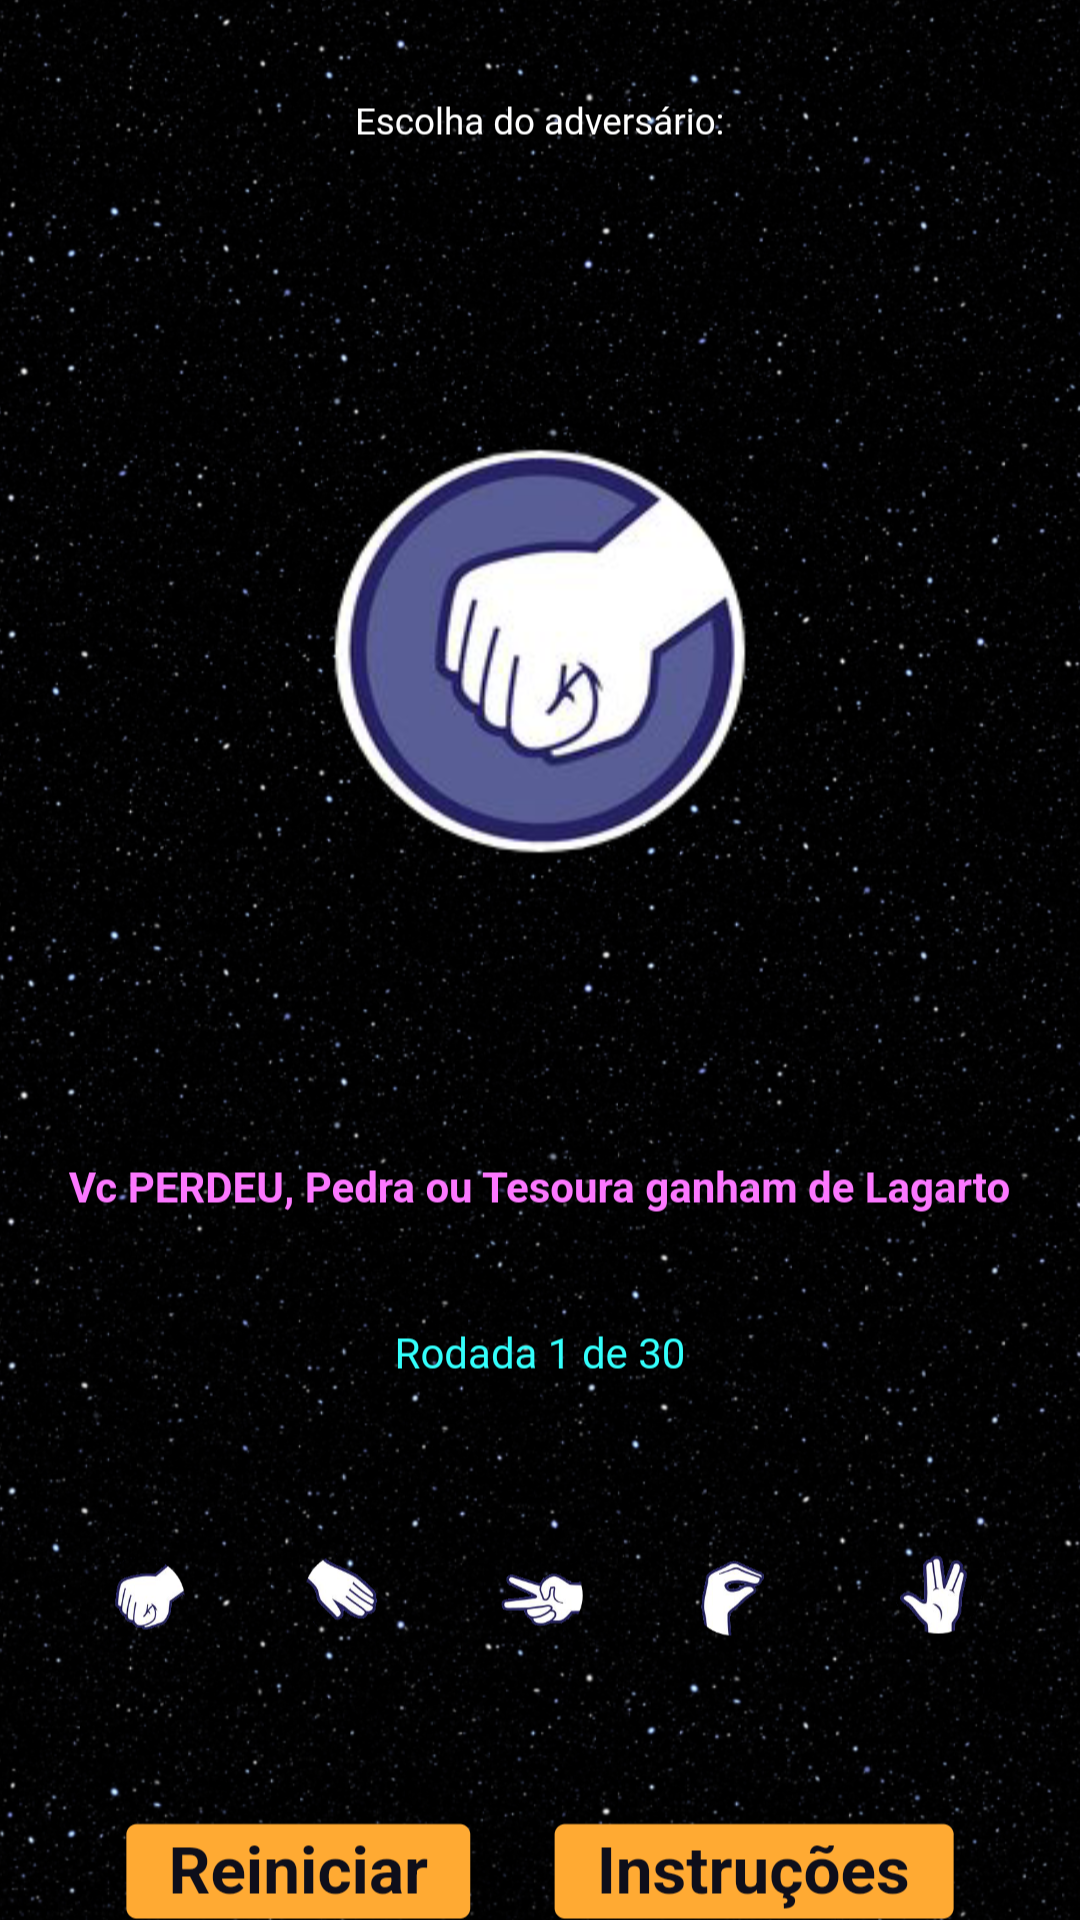 Escolha do adversário:
Vc PERDEU, Pedra ou Tesoura ganham de Lagarto
Rodada 1 de 30
Reiniciar
Instruções